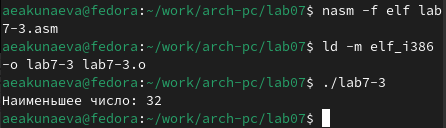 aeakunaeva@fedora:~/work/arch-pc/lab07$ nasm -f elf lab
7-3.asm
aeakunaeva@fedora:~/work/arch-pc/lab07$ ld -m elf_i386
-o lab7-3 lab7-3.o
aeakunaeva@fedora:~/work/arch-pc/lab07$ ./lab7-3
Наименьшее число: 32
aeakunaeva@fedora:~/work/arch-pc/lab07$